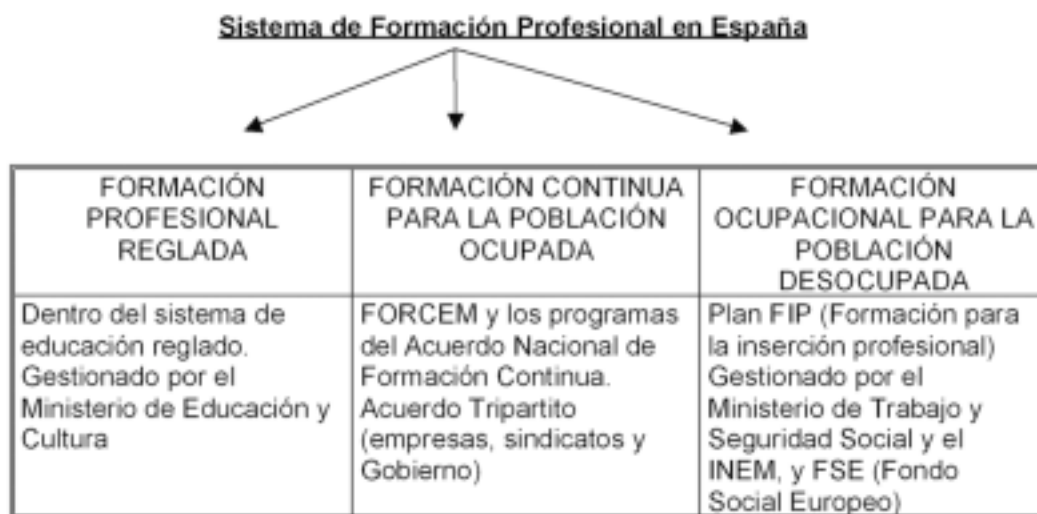 Sistema de Formación Profesional en España
FORMACIÓN
PROFESIONAL
REGLADA
FORMACIÓN CONTINUA
PARA LA POBLACIÓN
OCUPADA
FORMACIÓN
OCUPACIONAL PARA LA
POBLACIÓN
DESOCUPADA
Dentro del sistema de
educación reglado.
Gestionado por el
Ministerio de Educación y
Cultura
FORCEM y los programas
del Acuerdo Nacional de
Formación Continua.
Acuerdo Tripartito
(empresas, sindicatos y
Gobierno)
Plan FIP (Formación para
la inserción profesional)
Gestionado por el
Ministerio de Trabajo y
Seguridad Social y el
INEM, y FSE (Fondo
Social Europeo)